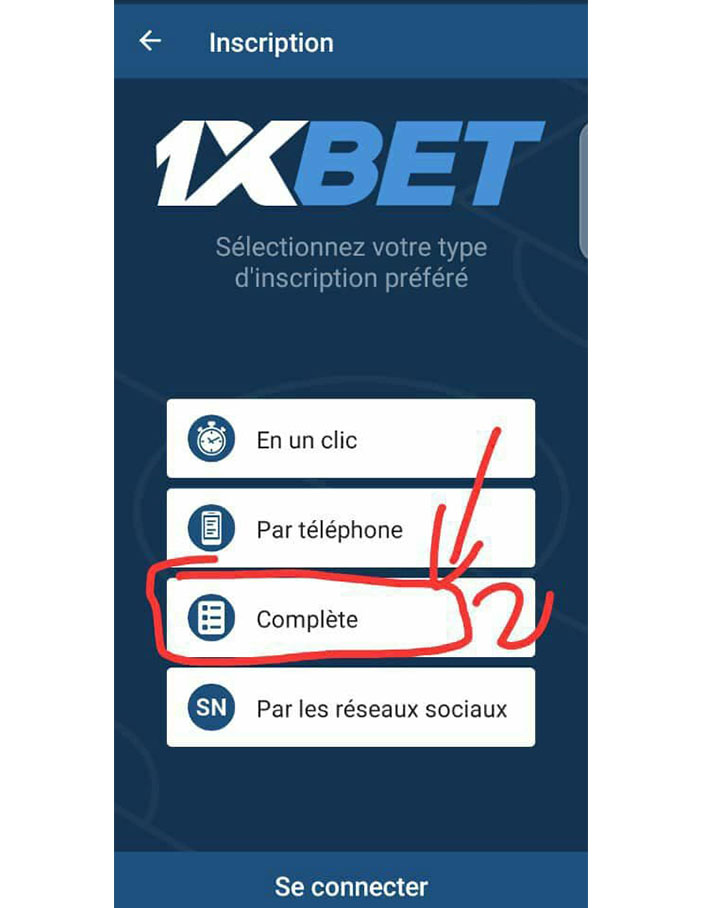 Inscription
1XBET
Sélectionnez votre type
d'inscription préféré
En un clic
Par téléphone
Complète
2
SN Par les réseaux sociaux
Se connecter